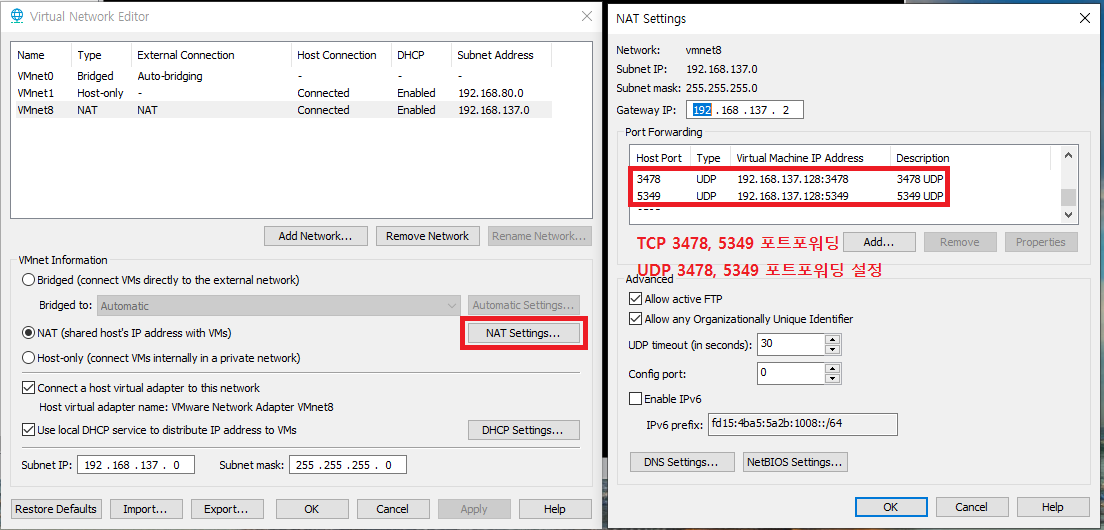 Virtual Network Editor
Name Type External Connection Host Connection DHCP Subnet Address
VMnet0 Bridged Auto-bridging - - -
VMnet1 Host-only - Connected Enabled 192.168.80.0
VMnet8 NAT NAT Connected Enabled 192.168.137.0
Add Network... Remove Network Rename Network...
VMnet Information
Bridged (connect VMs directly to the external network)
Bridged to: Automatic Automatic Settings...
NAT (shared host's IP address with VMs) NAT Settings...
Host-only (connect VMs internally in a private network)
Connect a host virtual adapter to this network
Host virtual adapter name: VMware Network Adapter VMnet8
Use local DHCP service to distribute IP address to VMs DHCP Settings...
Subnet IP: 192 . 168 . 137 . 0 Subnet mask: 255 . 255 . 255 . 0
Restore Defaults Import... Export... OK Cancel Apply Help
NAT Settings
Network: vmnet8
Subnet IP: 192.168.137.0
Subnet mask: 255.255.255.0
Gateway IP: 192 . 168 . 137 . 2
Port Forwarding
Host Port Type Virtual Machine IP Address Description
3478 UDP 192.168.137.128:3478 3478 UDP
5349 UDP 192.168.137.128:5349 5349 UDP
TCP 3478, 5349 포트포워딩 Add... Remove Properties
UDP 3478, 5349 포트포워딩 설정
Advanced
Allow active FTP
Allow any Organizationally Unique Identifier
UDP timeout (in seconds): 30
Config port: 0
Enable IPv6
IPv6 prefix: fd15:4ba5:5a2b:1008::/64
DNS Settings... NetBIOS Settings...
OK Cancel Help